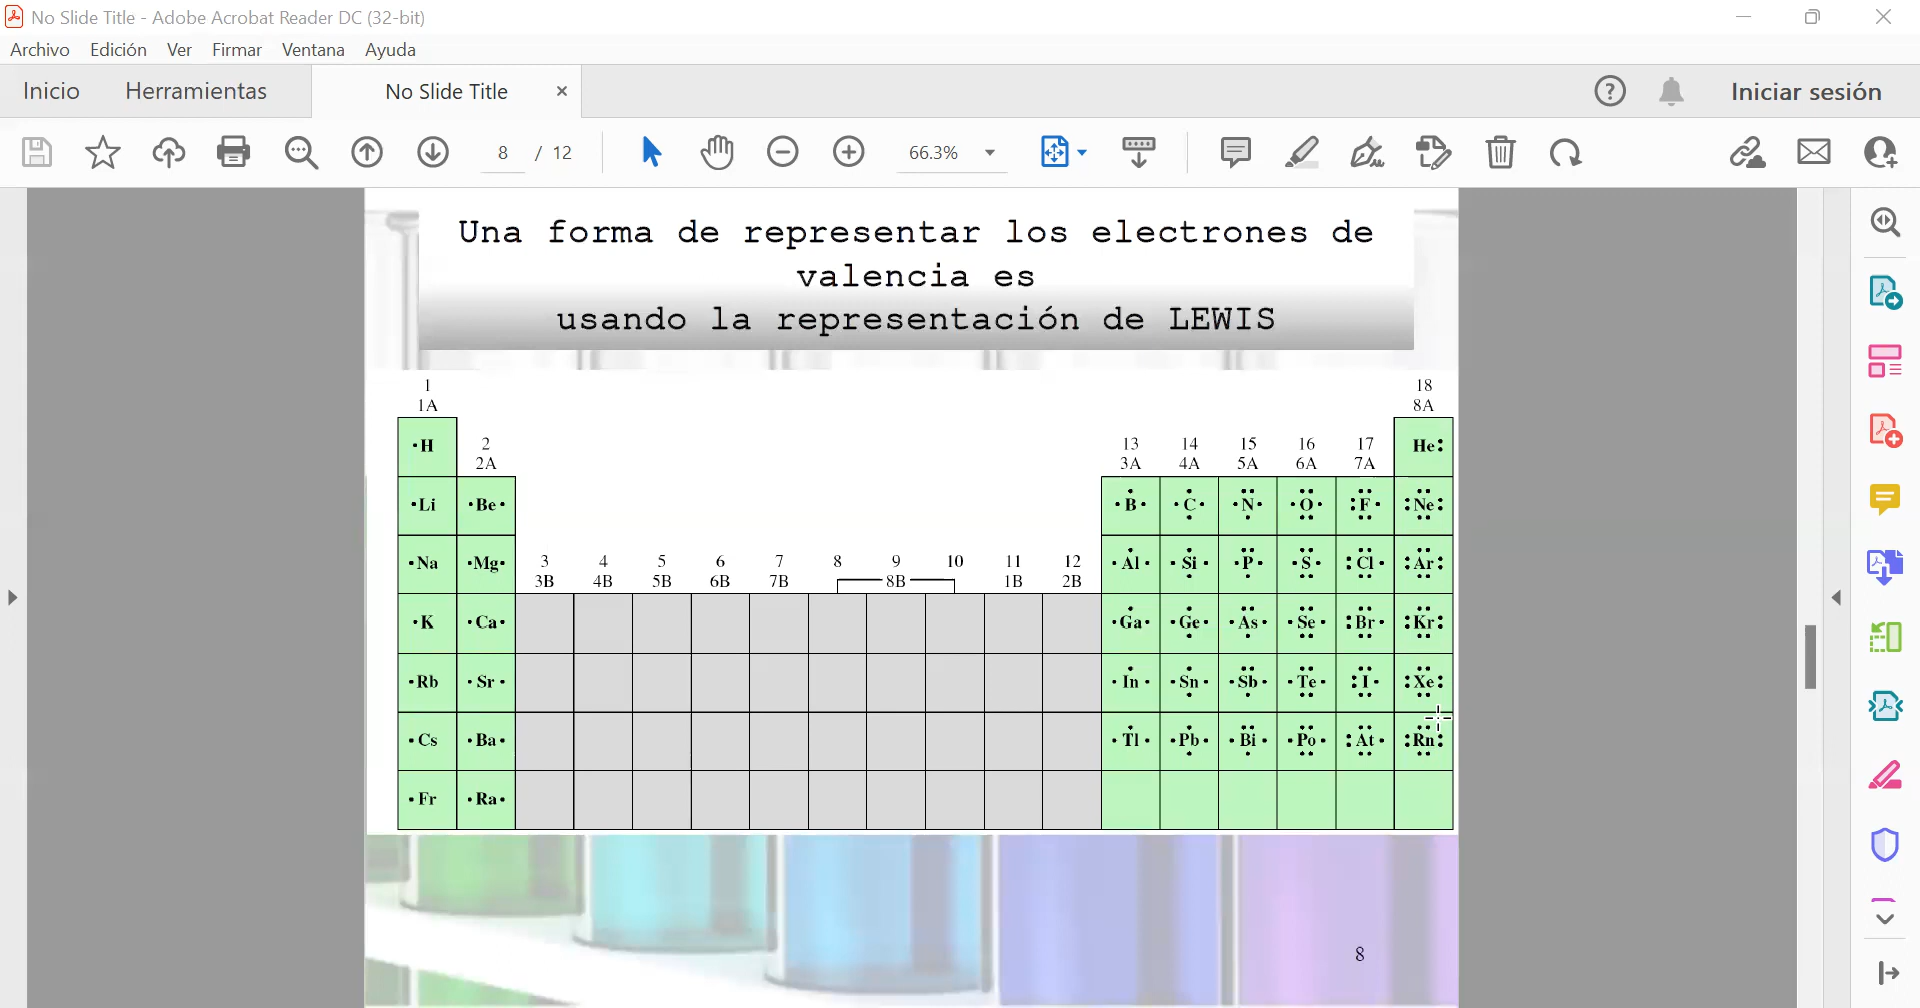 No Slide Title - Adobe Acrobat Reader DC (32-bit)
Archivo Edición Ver Firmar Ventana Ayuda
Inicio Herramientas No Slide Title × ? Iniciar sesión
8 / 12 66.3%
Una forma de representar los electrones de
valencia es
usando la representación de LEWIS
1 18
1A 8A
·H 2 13 14 15 16 17 He:
2A 3A 4A 5A 6A 7A
Li Be B C N O F Ne
Na Mg 3 4 5 6 7 8 9 10 11 12 Al Si P S Cl Ar
3B 4B 5B 6B 7B 8B 1B 2B
K Ca Ga Ge As Se Br Kr
Rb Sr In Sn Sb Te I Xe
Cs Ba Tl Pb Bi Po At Rn
Fr Ra
8